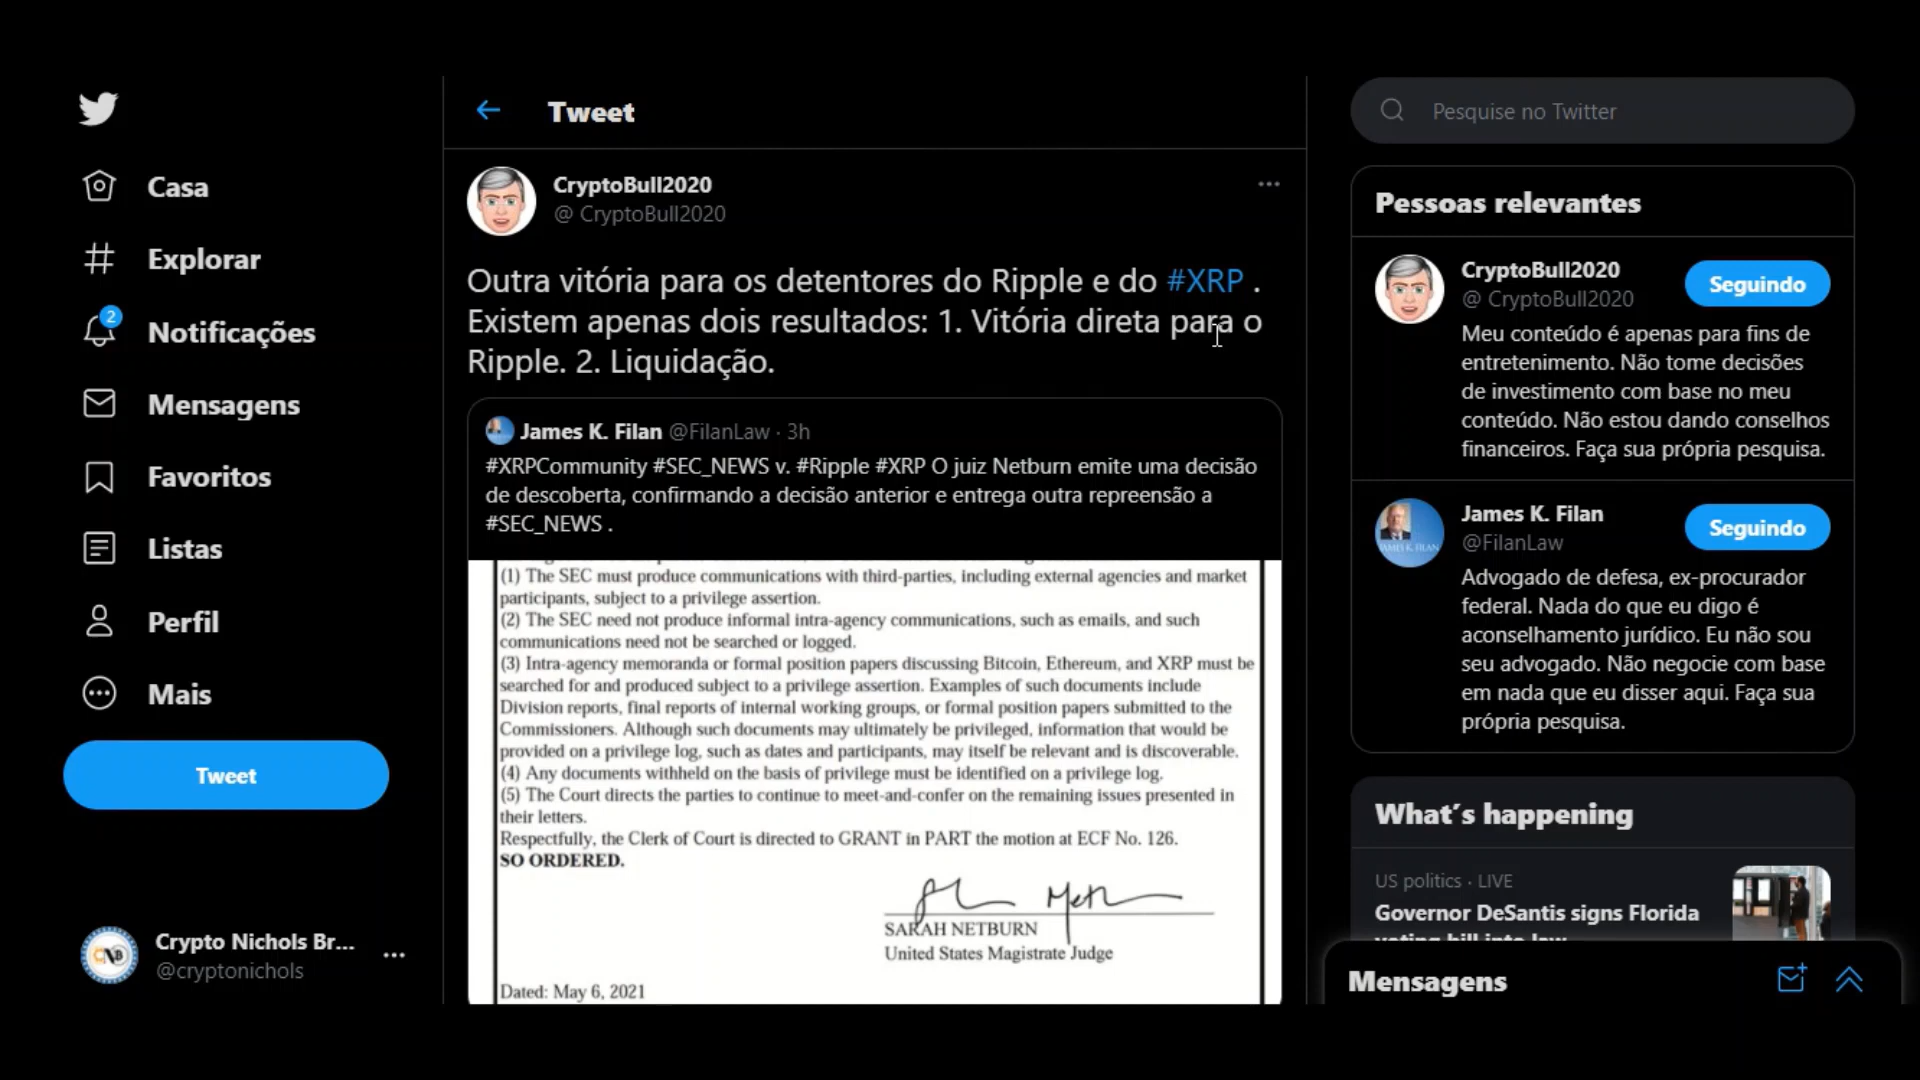 Casa
Explorar
2
Notificações
Mensagens
Favoritos
Listas
Perfil
Mais
Tweet
Crypto Nichols Br...
@cryptonichols
Tweet
CryptoBull2020
@ CryptoBull2020
Outra vitória para os detentores do Ripple e do #XRP .
Existem apenas dois resultados: 1. Vitória direta para o
Ripple. 2. Liquidação.
James K. Filan @FilanLaw · 3h
#XRPCommunity #SEC_NEWS v. #Ripple #XRP O juiz Netburn emite uma decisão
de descoberta, confirmando a decisão anterior e entrega outra repreensão a
#SEC_NEWS .
(1) The SEC must produce communications with third-parties, including external agencies and market
participants, subject to a privilege assertion.
(2) The SEC need not produce informal intra-agency communications, such as emails, and such
communications need not be searched or logged.
(3) Intra-agency memoranda or formal position papers discussing Bitcoin, Ethereum, and XRP must be
searched for and produced subject to a privilege assertion. Examples of such documents include
Division reports, final reports of internal working groups, or formal position papers submitted to the
Commissioners. Although such documents may ultimately be privileged, information that would be
provided on a privilege log, such as dates and participants, may itself be relevant and is discoverable.
(4) Any documents withheld on the basis of privilege must be identified on a privilege log.
(5) The Court directs the parties to continue to meet-and-confer on the remaining issues presented in
their letters.
Respectfully, the Clerk of Court is directed to GRANT in PART the motion at ECF No. 126.
SO ORDERED.
SARAH NETBURN
United States Magistrate Judge
Dated: May 6, 2021
Pesquise no Twitter
Pessoas relevantes
CryptoBull2020
@ CryptoBull2020
Seguindo
Meu conteúdo é apenas para fins de
entretenimento. Não tome decisões
de investimento com base no meu
conteúdo. Não estou dando conselhos
financeiros. Faça sua própria pesquisa.
James K. Filan
@FilanLaw
Seguindo
JAMES K. FILAN
Advogado de defesa, ex-procurador
federal. Nada do que eu digo é
aconselhamento jurídico. Eu não sou
seu advogado. Não negocie com base
em nada que eu disser aqui. Faça sua
própria pesquisa.
What's happening
US politics · LIVE
Governor DeSantis signs Florida
voting bill into law
Mensagens